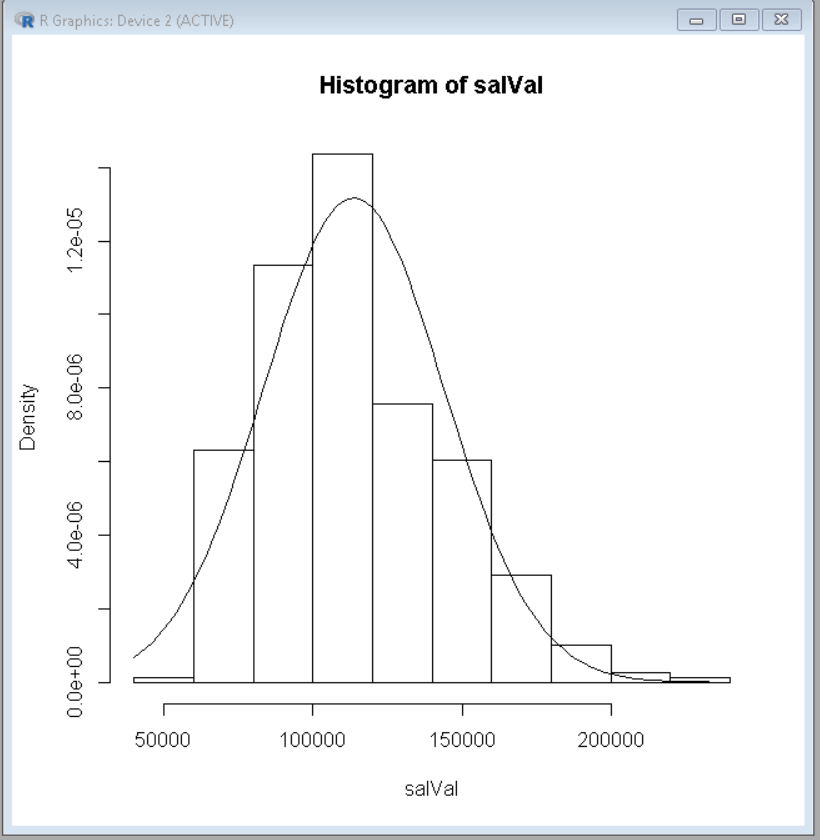 R Graphics: Device 2 (ACTIVE)
Histogram of salVal
Density
1.2e-05
8.0e-06
4.0e-06
0.0e+00
50000 100000 150000 200000
salVal